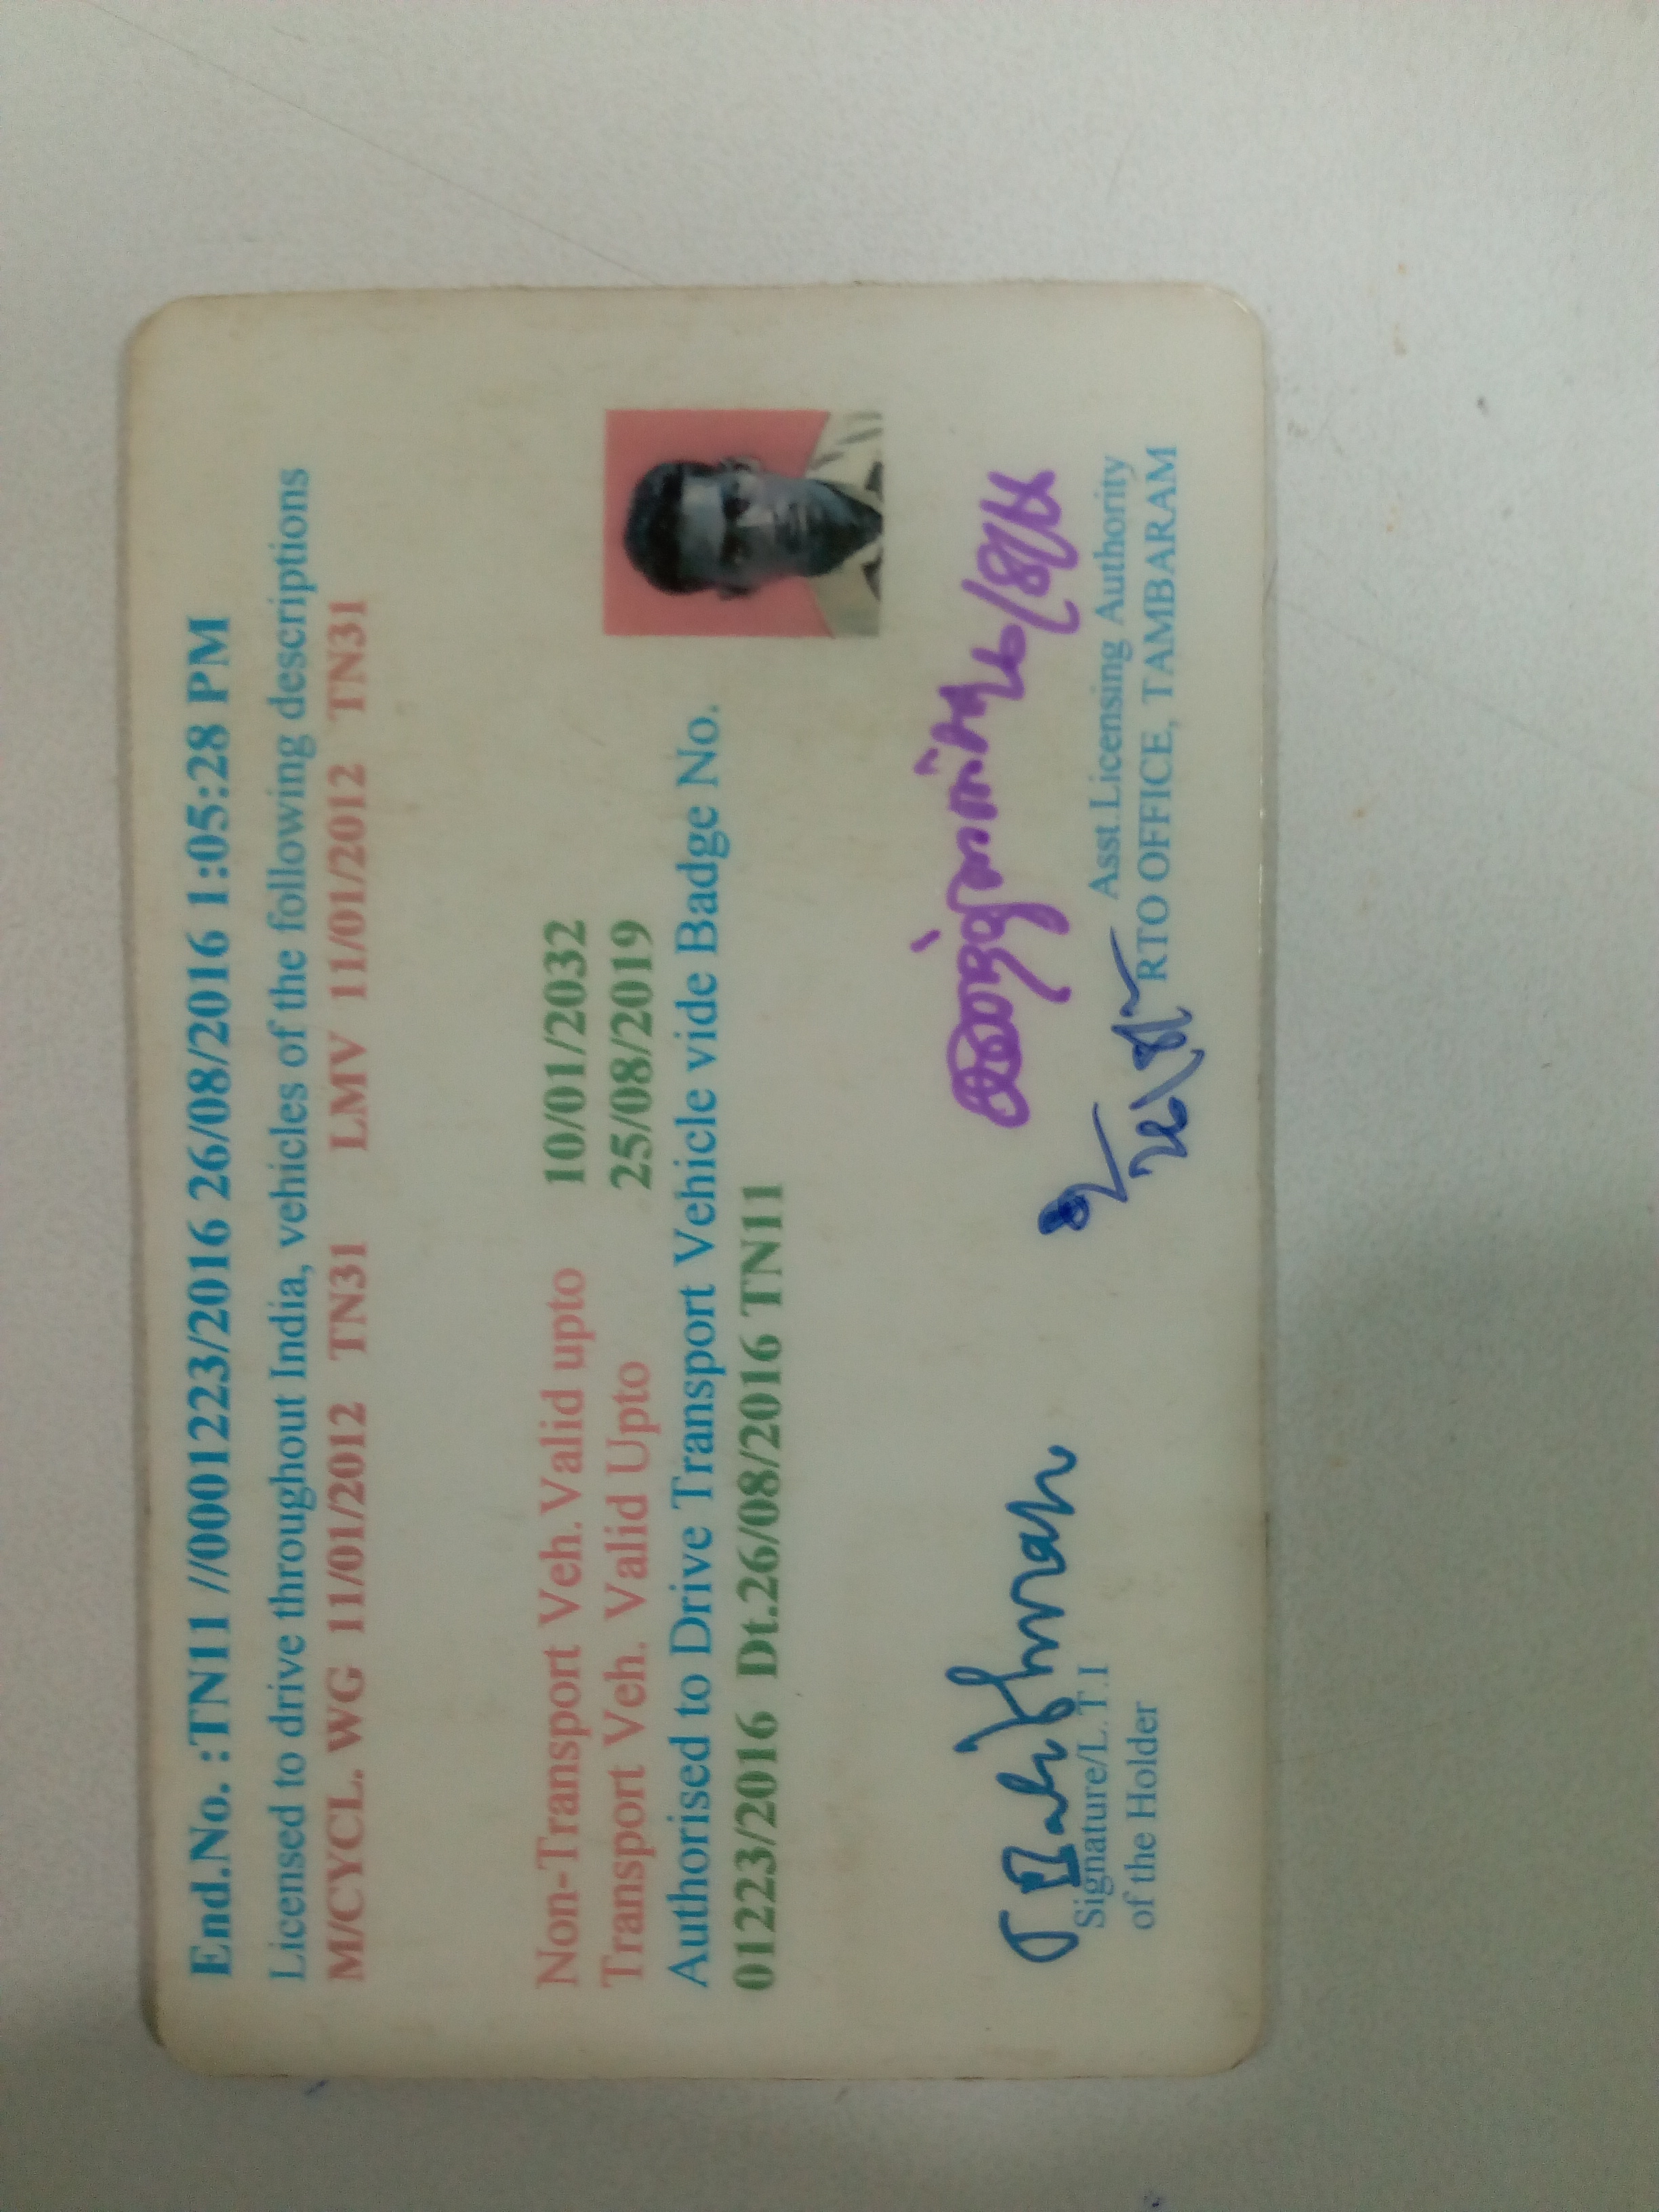 End.No. :TN11 //001223/2016 26/08/2016 1:05:28 PM
Licensed to drive throughout India, vehicles of the following descriptions
M/CYCL. WG 11/01/2012 TN31 LMV 11/01/2012 TN31
Non-Transport Veh.Valid upto 10/01/2032
Transport Veh. Valid Upto 25/08/2019
Authorised to Drive Transport Vehicle vide Badge No.
01223/2016 Dt.26/08/2016 TN11
Signature/L.T.I
of the Holder
Asst.Licensing Authority
RTO OFFICE, TAMBARAM